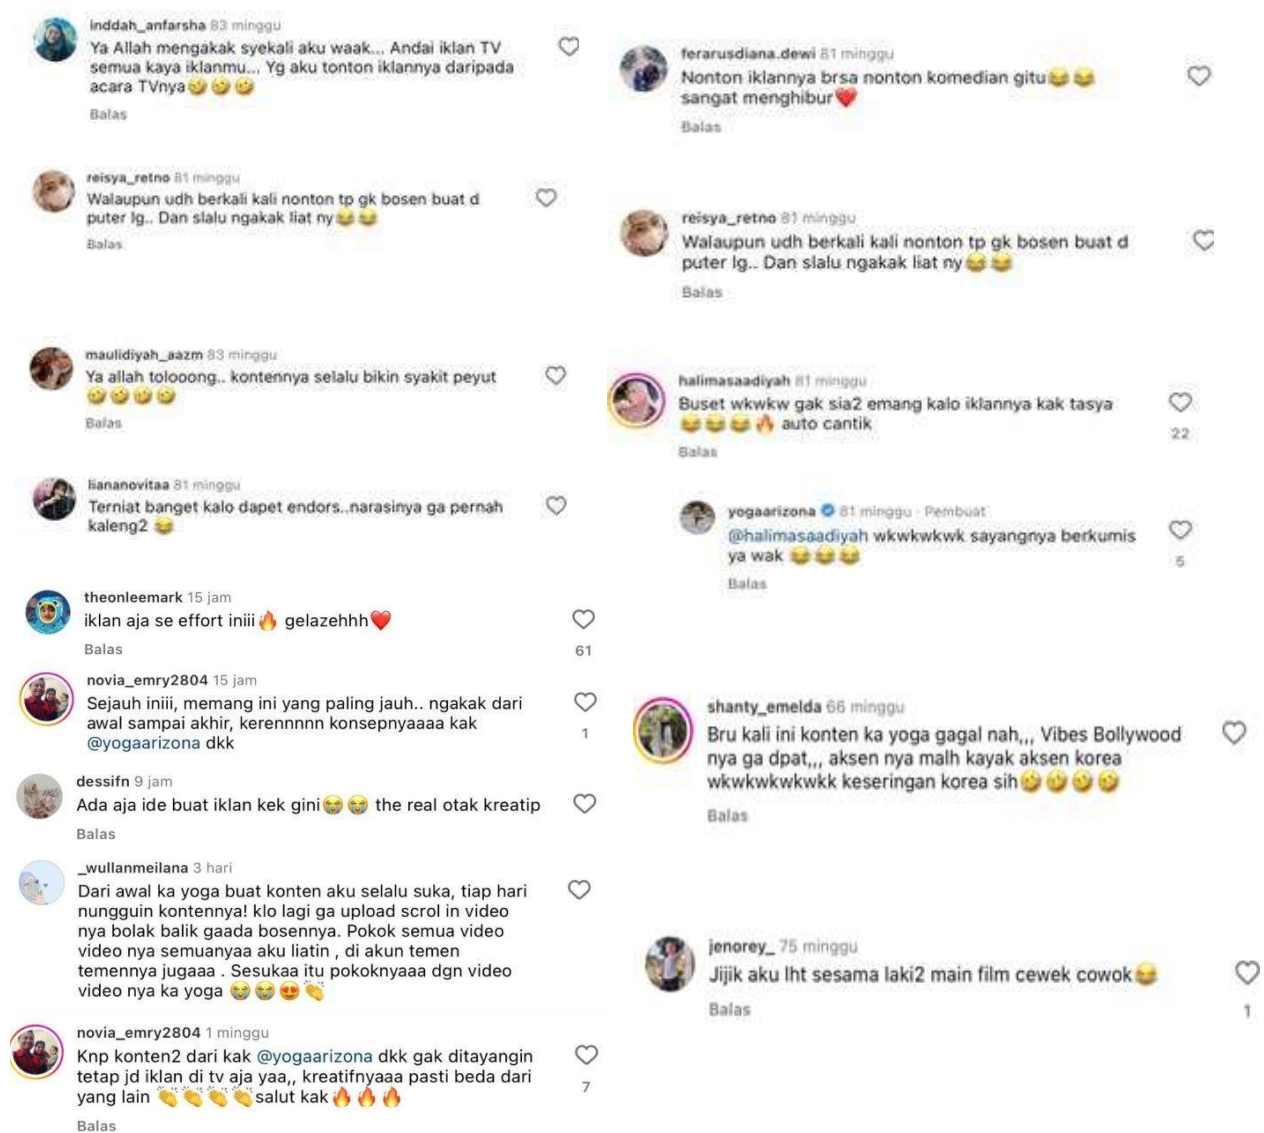 inddah_anfarsha 83 minggu
Ya Allah mengakak syekali aku waak... Andai iklan TV
semua kaya iklanmu... Yg aku tonton iklannya daripada
acara TVnya🤣🤣🤣
Balas
reisya_retno 81 minggu
Walaupun udh berkali kali nonton tp gk bosen buat d
puter lg.. Dan slalu ngakak liat ny😂😂
Balas
maulidiyah_aazm 83 minggu
Ya allah tolooong.. kontennya selalu bikin syakit peyut
🤣🤣🤣🤣
Balas
liananovitaa 81 minggu
Terniat banget kalo dapet endors..narasinya ga pernah
kaleng2 😂
theonleemark 15 jam
iklan aja se effort iniii🔥 gelazehhh❤️
Balas
61
novia_emry2804 15 jam
Sejauh iniii, memang ini yang paling jauh.. ngakak dari
awal sampai akhir, kerennnnn konsepnyaaaa kak
@yogaarizona dkk
1
dessifn 9 jam
Ada aja ide buat iklan kek gini😭😭 the real otak kreatip
Balas
_wullanmeilana 3 hari
Dari awal ka yoga buat konten aku selalu suka, tiap hari
nungguin kontennya! klo lagi ga upload scrol in video
nya bolak balik gaada bosennya. Pokok semua video
video nya semuanyaa aku liatin , di akun temen
temennya jugaaa . Sesukaa itu pokoknyaaa dgn video
video nya ka yoga 😭😭😍👏
novia_emry2804 1 minggu
Knp konten2 dari kak @yogaarizona dkk gak ditayangin
tetap jd iklan di tv aja yaa,, kreatifnyaaa pasti beda dari
yang lain 👏👏👏👏salut kak🔥🔥🔥
7
Balas
ferarusdiana.dewi 81 minggu
Nonton iklannya brsa nonton komedian gitu😂😂
sangat menghibur❤️
Balas
reisya_retno 81 minggu
Walaupun udh berkali kali nonton tp gk bosen buat d
puter lg.. Dan slalu ngakak liat ny😂😂
Balas
halimasaadiyah 81 minggu
Buset wkwkw gak sia2 emang kalo iklannya kak tasya
😂😂😂🔥 auto cantik
22
Balas
yogaarizona 81 minggu · Pembuat
@halimasaadiyah wkwkwkwk sayangnya berkumis
ya wak 😂😂😂
5
Balas
shanty_emelda 66 minggu
Bru kali ini konten ka yoga gagal nah,,, Vibes Bollywood
nya ga dpat,,, aksen nya malh kayak aksen korea
wkwkwkwkwkk keseringan korea sih🤣🤣🤣🤣
Balas
jenorey_ 75 minggu
Jijik aku lht sesama laki2 main film cewek cowok😂
Balas
1